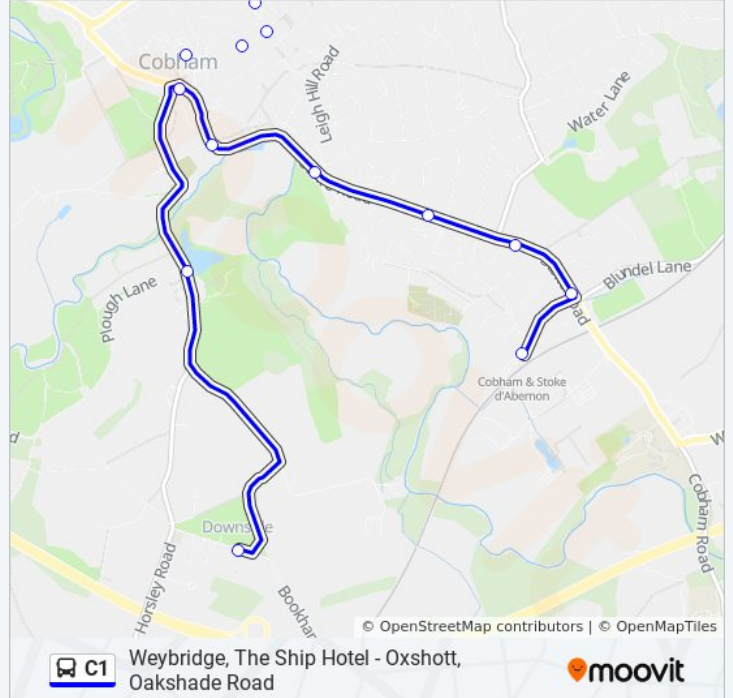 Cobham
Leigh Hill Road
Water Lane
Blundel Lane
Plough Lane
Cobham & Stoke
d'Abernon
Cobham Road
Horsley Road
© OpenStreetMap contributors | © OpenMapTiles
C1
Weybridge, The Ship Hotel - Oxshott,
Oakshade Road
moovit